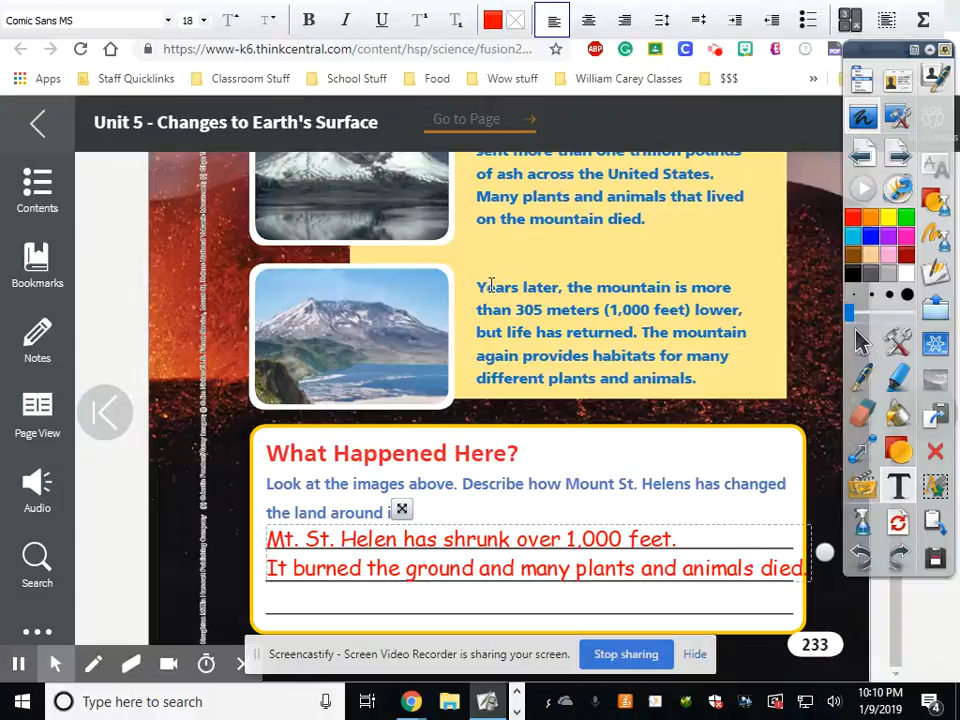 Comic Sans MS
18
https://www-k6.thinkcentral.com/content/hsp/science/fusion2...
Apps
Staff Quicklinks
Classroom Stuff
School Stuff
Food
Wow stuff
William Carey Classes
$$$
»
Unit 5 - Changes to Earth's Surface
Go to Page
Contents
Bookmarks
Notes
Page View
Audio
Search
sent more than one trillion pounds
of ash across the United States.
Many plants and animals that lived
on the mountain died.
Years later, the mountain is more
than 305 meters (1,000 feet) lower,
but life has returned. The mountain
again provides habitats for many
different plants and animals.
What Happened Here?
Look at the images above. Describe how Mount St. Helens has changed
the land around i
Mt. St. Helen has shrunk over 1,000 feet.
It burned the ground and many plants and animals died.
233
Screencastify - Screen Video Recorder is sharing your screen.
Stop sharing
Hide
Type here to search
10:10 PM
1/9/2019
4